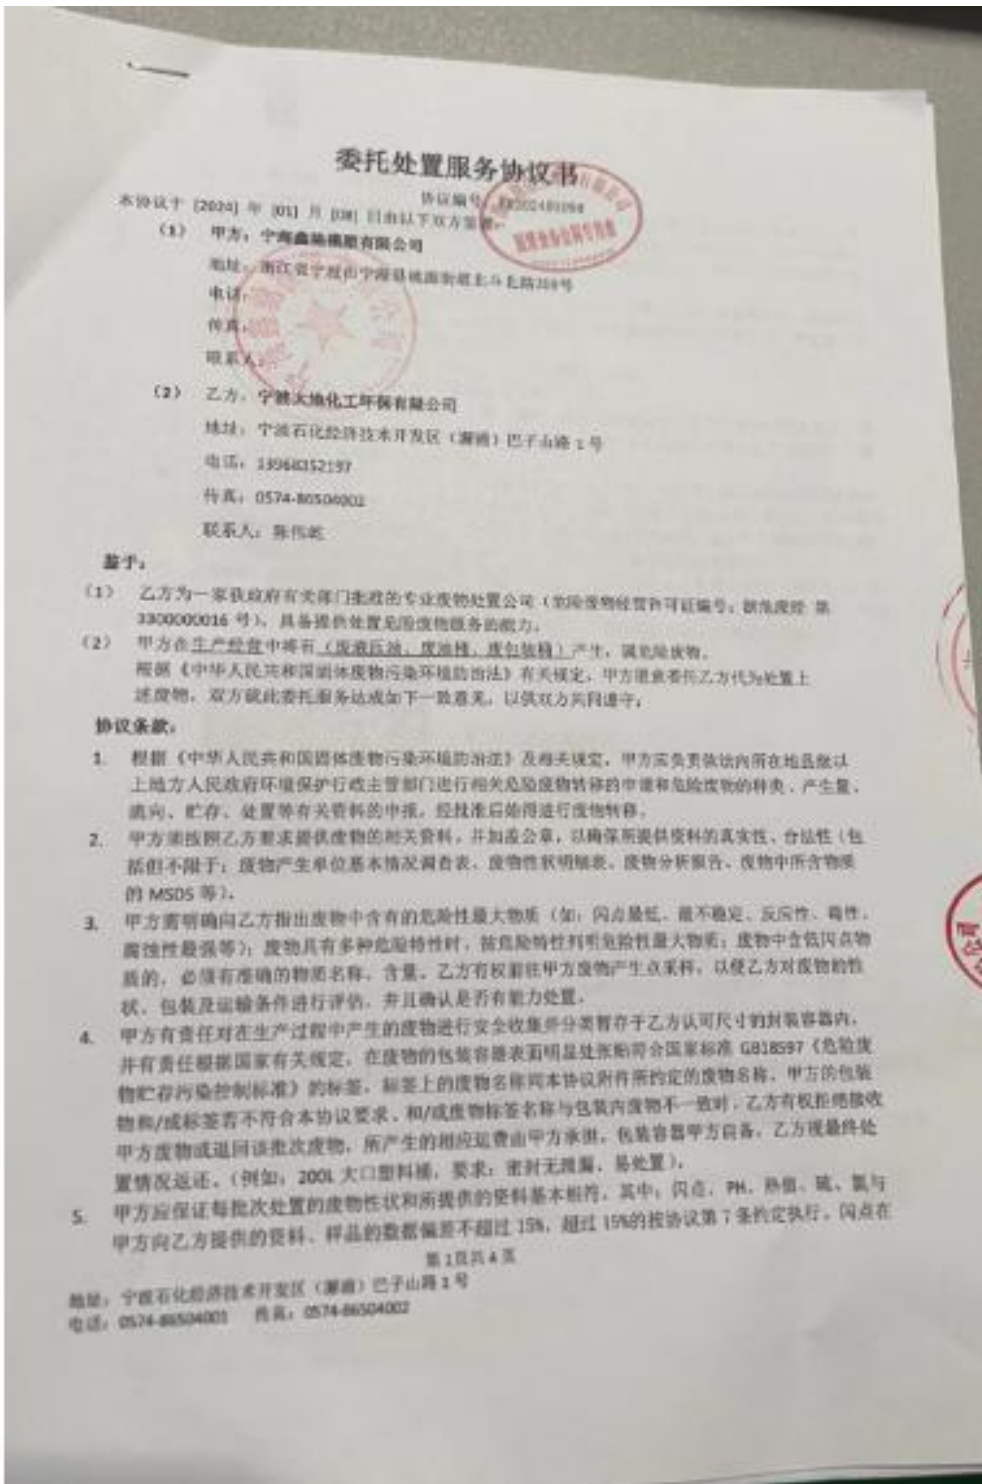 委托处置服务协议书
协议编号
本协议于 [2024] 年 [01] 月 [08] 日由以下双方签署。
(1) 甲方：宁海鑫 模塑有限公司
地址：浙江省宁波市宁海县桃源街道北斗北路 号
电话：
传真：
联系人：
(2) 乙方：宁波大地化工环保有限公司
地址：宁波石化经济技术开发区（澥浦）巴子山路 1 号
电话：13968352197
传真：0574-86504002
联系人：陈伟
鉴于：
(1) 乙方为一家获政府有关部门批准的专业废物处置公司（危险废物经营许可证编号：浙危废经 第
3300000016 号），具备提供处置危险废物服务的能力。
(2) 甲方在生产经营中将有（废液压油、废油桶、废包装桶）产生，属危险废物。
根据《中华人民共和国固体废物污染环境防治法》有关规定，甲方愿意委托乙方代为处置上
述废物，双方就此委托服务达成如下一致意见，以供双方共同遵守：
协议条款：
1. 根据《中华人民共和国固体废物污染环境防治法》及相关规定，甲方应负责依法向所在地县级以
上地方人民政府环境保护行政主管部门进行相关危险废物转移的申请和危险废物的种类、产生量、
流向、贮存、处置等有关资料的申报，经批准后始得进行废物转移。
2. 甲方须按照乙方要求提供废物的相关资料，并加盖公章，以确保所提供资料的真实性、合法性（包
括但不限于：废物产生单位基本情况调查表、废物性状明细表、废物分析报告、废物中所含物质
的 MSDS 等）。
3. 甲方需明确向乙方指出废物中含有的危险性最大物质（如：闪点最低、最不稳定、反应性、毒性、
腐蚀性最强等）；废物具有多种危险特性时，按危险特性列明危险性最大物质；废物中含低闪点物
质的，必须有准确的物质名称、含量。乙方有权前往甲方废物产生点采样，以便乙方对废物的性
状、包装及运输条件进行评估，并且确认是否有能力处置。
4. 甲方有责任对在生产过程中产生的废物进行安全收集并分类暂存于乙方认可尺寸的封装容器内，
并有责任根据国家有关规定，在废物的包装容器表面明显处张贴符合国家标准 GB18597《危险废
物贮存污染控制标准》的标签，标签上的废物名称同本协议附件所约定的废物名称。甲方的包装
物和/或标签若不符合本协议要求、和/或废物标签名称与包装内废物不一致时，乙方有权拒绝接收
甲方废物或退回该批次废物，所产生的相应运费由甲方承担。包装容器甲方自备，乙方视最终处
置情况返还。（例如：200L 大口塑料桶，要求：密封无泄漏、易处置）。
5. 甲方应保证每批次处置的废物性状和所提供的资料基本相符。其中：闪点、PH、热值、硫、氯与
甲方向乙方提供的资料、样品的数据偏差不超过 15%，超过 15%的按协议第 7 条约定执行。闪点在
第 1 页共 4 页
地址：宁波石化经济技术开发区（澥浦）巴子山路 1 号
电话：0574-86504001 传真：0574-86504002